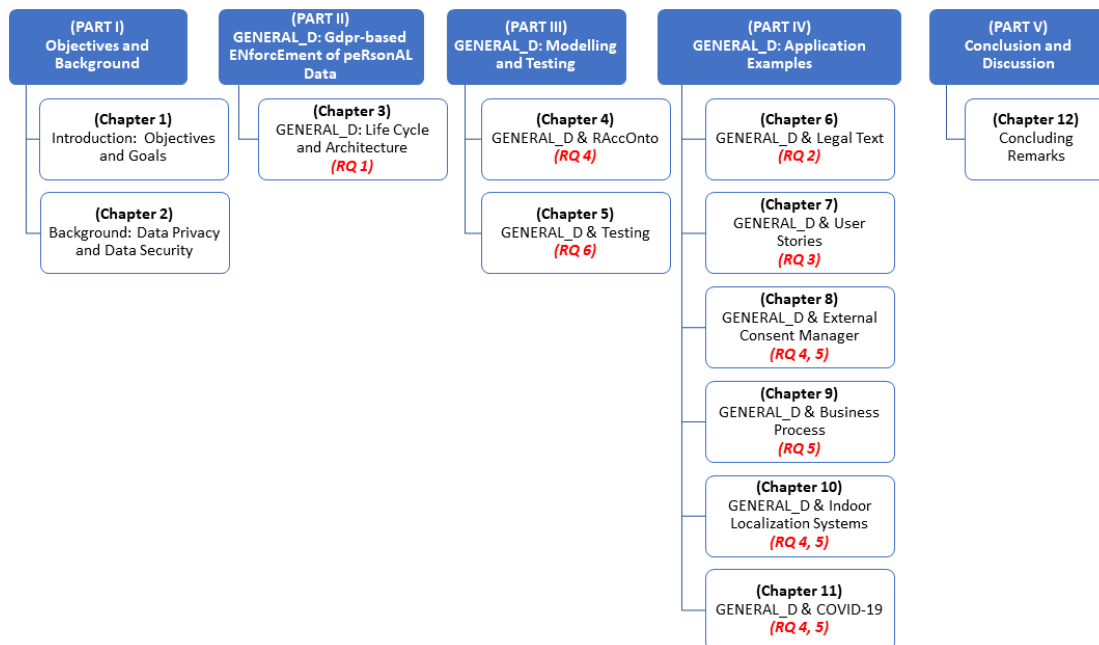 (PART I)
Objectives and
Background
(Chapter 1)
Introduction: Objectives
and Goals
(Chapter 2)
Background: Data Privacy
and Data Security
(PART II)
GENERAL_D: Gdpr-based
ENforcEment of peRsonAL
Data
(Chapter 3)
GENERAL_D: Life Cycle
and Architecture
(RQ 1)
(PART III)
GENERAL_D: Modelling
and Testing
(Chapter 4)
GENERAL_D & RAccOnto
(RQ 4)
(Chapter 5)
GENERAL_D & Testing
(RQ 6)
(PART IV)
GENERAL_D: Application
Examples
(Chapter 6)
GENERAL_D & Legal Text
(RQ 2)
(Chapter 7)
GENERAL_D & User
Stories
(RQ 3)
(Chapter 8)
GENERAL_D & External
Consent Manager
(RQ 4, 5)
(Chapter 9)
GENERAL_D & Business
Process
(RQ 5)
(Chapter 10)
GENERAL_D & Indoor
Localization Systems
(RQ 4, 5)
(Chapter 11)
GENERAL_D & COVID-19
(RQ 4, 5)
(PART V)
Conclusion and
Discussion
(Chapter 12)
Concluding
Remarks